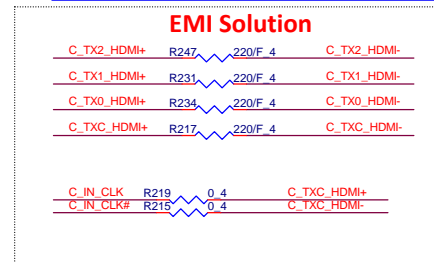 EMI Solution
C_TX2_HDMI+ R247 220/F_4 C_TX2_HDMI-
C_TX1_HDMI+ R231 220/F_4 C_TX1_HDMI-
C_TX0_HDMI+ R234 220/F_4 C_TX0_HDMI-
C_TXC_HDMI+ R217 220/F_4 C_TXC_HDMI-
C_IN_CLK R219 0_4 C_TXC_HDMI+
C_IN_CLK# R215 0_4 C_TXC_HDMI-